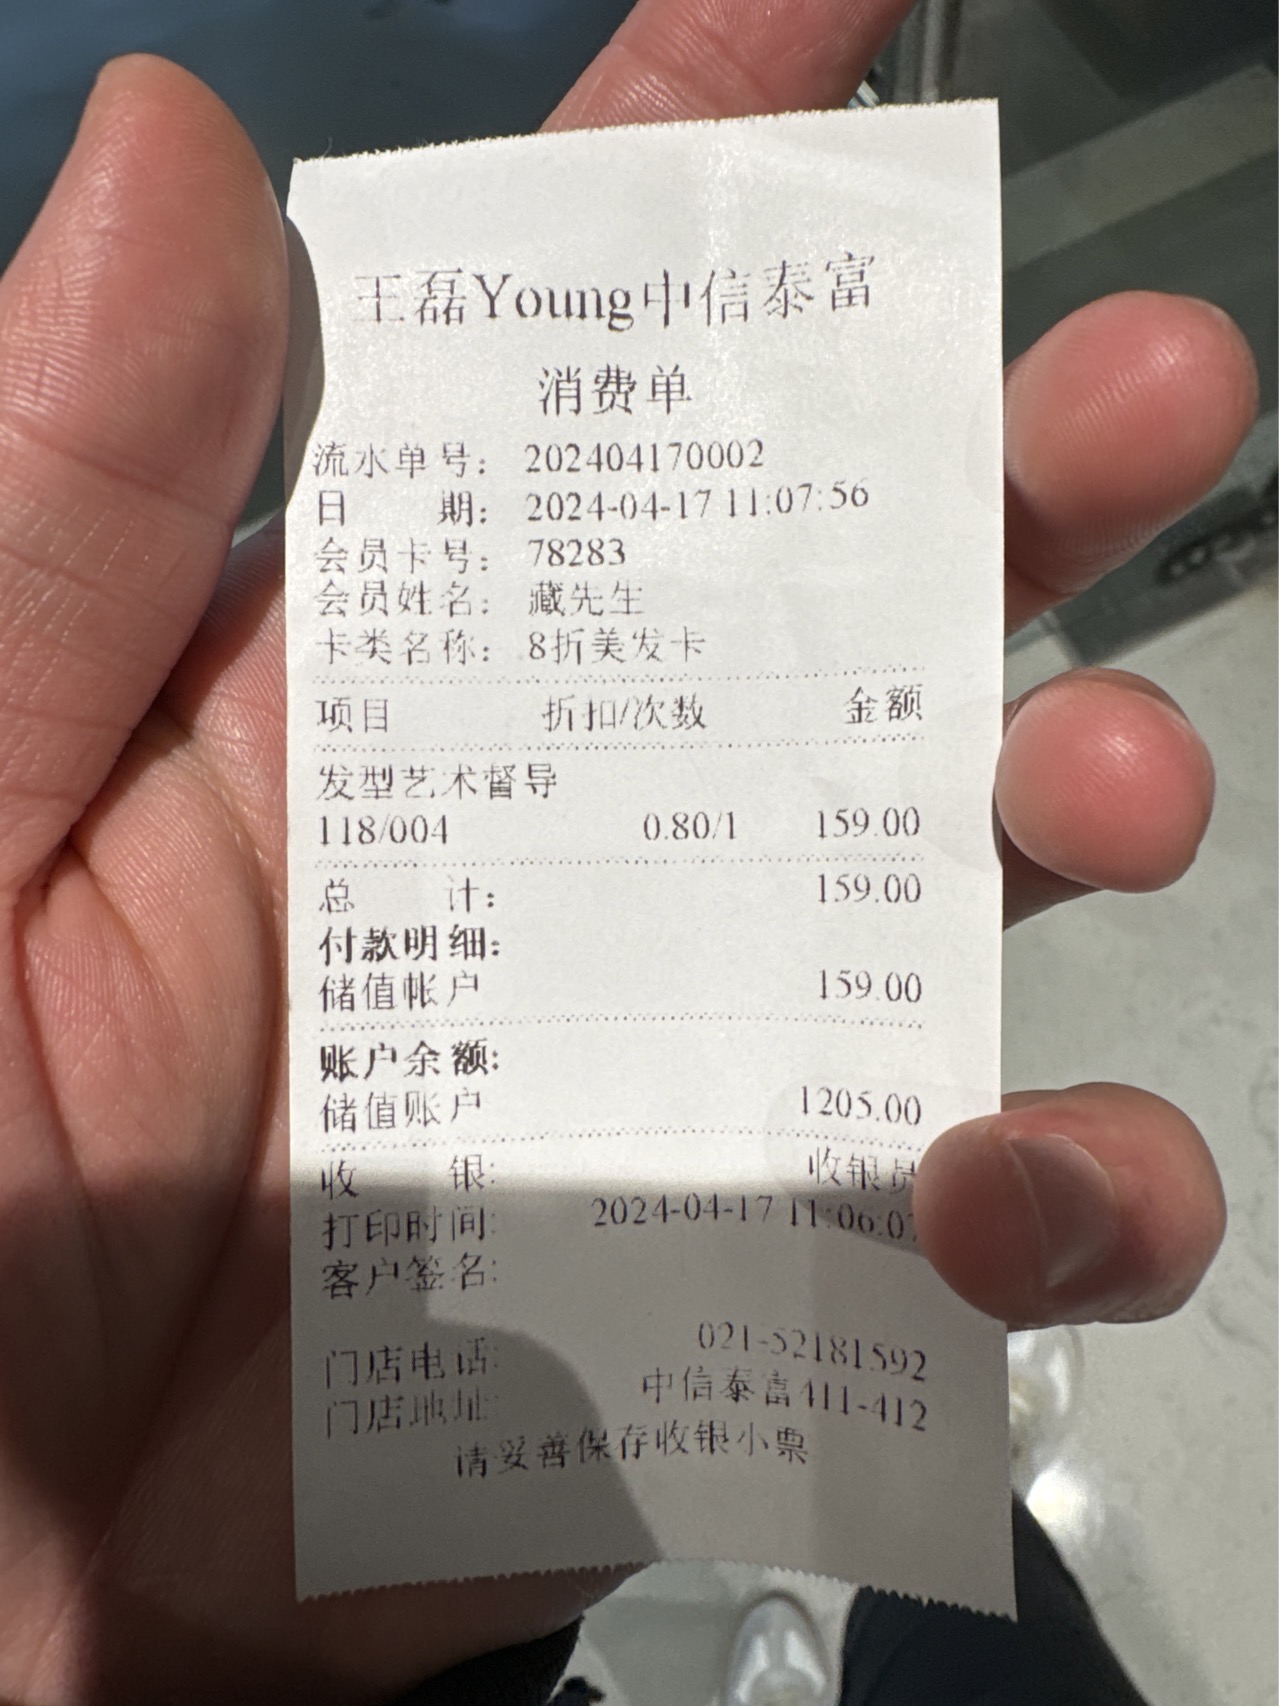 王磊Young中信泰富
消费单
流水单号： 202404170002
日 期： 2024-04-17 11:07:56
会员卡号： 78283
会员姓名： 藏先生
卡类名称： 8折美发卡
项目 折扣/次数 金额
发型艺术督导
118/004 0.80/1 159.00
总 计： 159.00
付款明细：
储值帐户 159.00
账户余额：
储值账户 1205.00
收 银： 收银员
打印时间： 2024-04-17
客户签名：
门店电话： 021-52181592
门店地址： 中信泰富411-412
请妥善保存收银小票